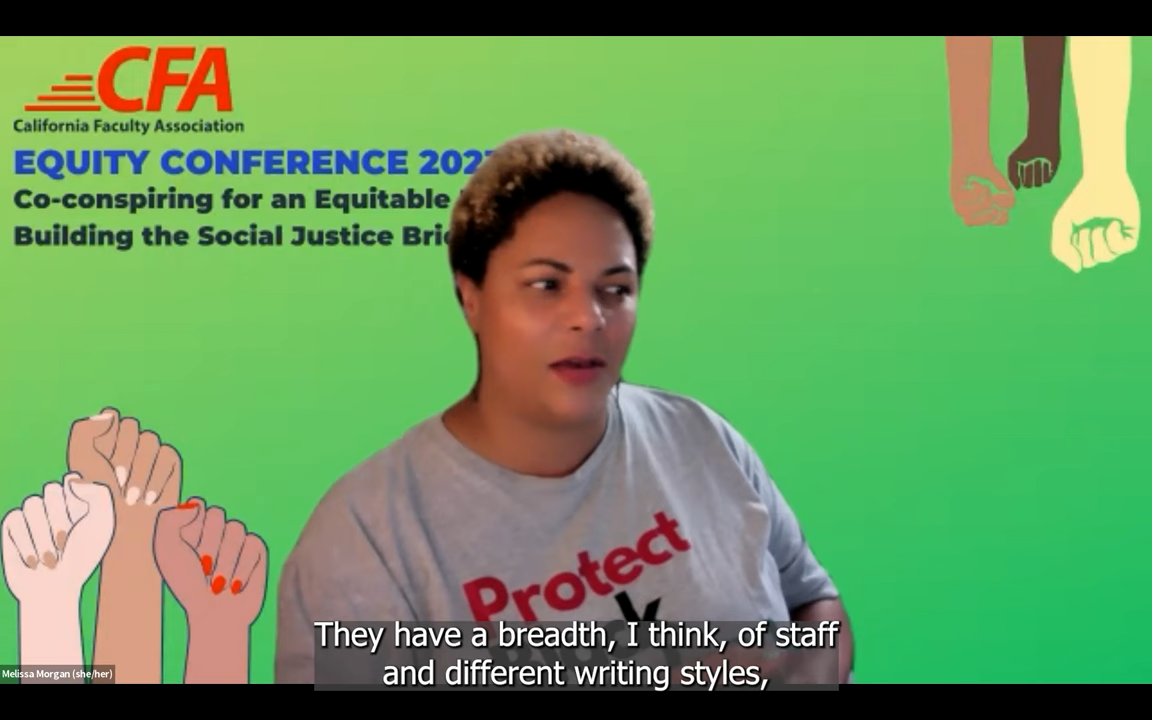 CFA
California Faculty Association
EQUITY CONFERENCE 202
Co-conspiring for an Equitable
Building the Social Justice
Protect
They have a breadth, I think, of staff
and different writing styles,
Melissa Morgan (she/her)